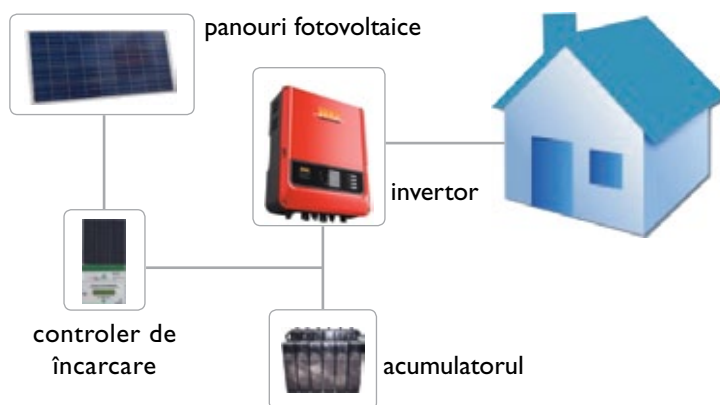 panouri fotovoltaice
invertor
controler de
încarcare
acumulatorul